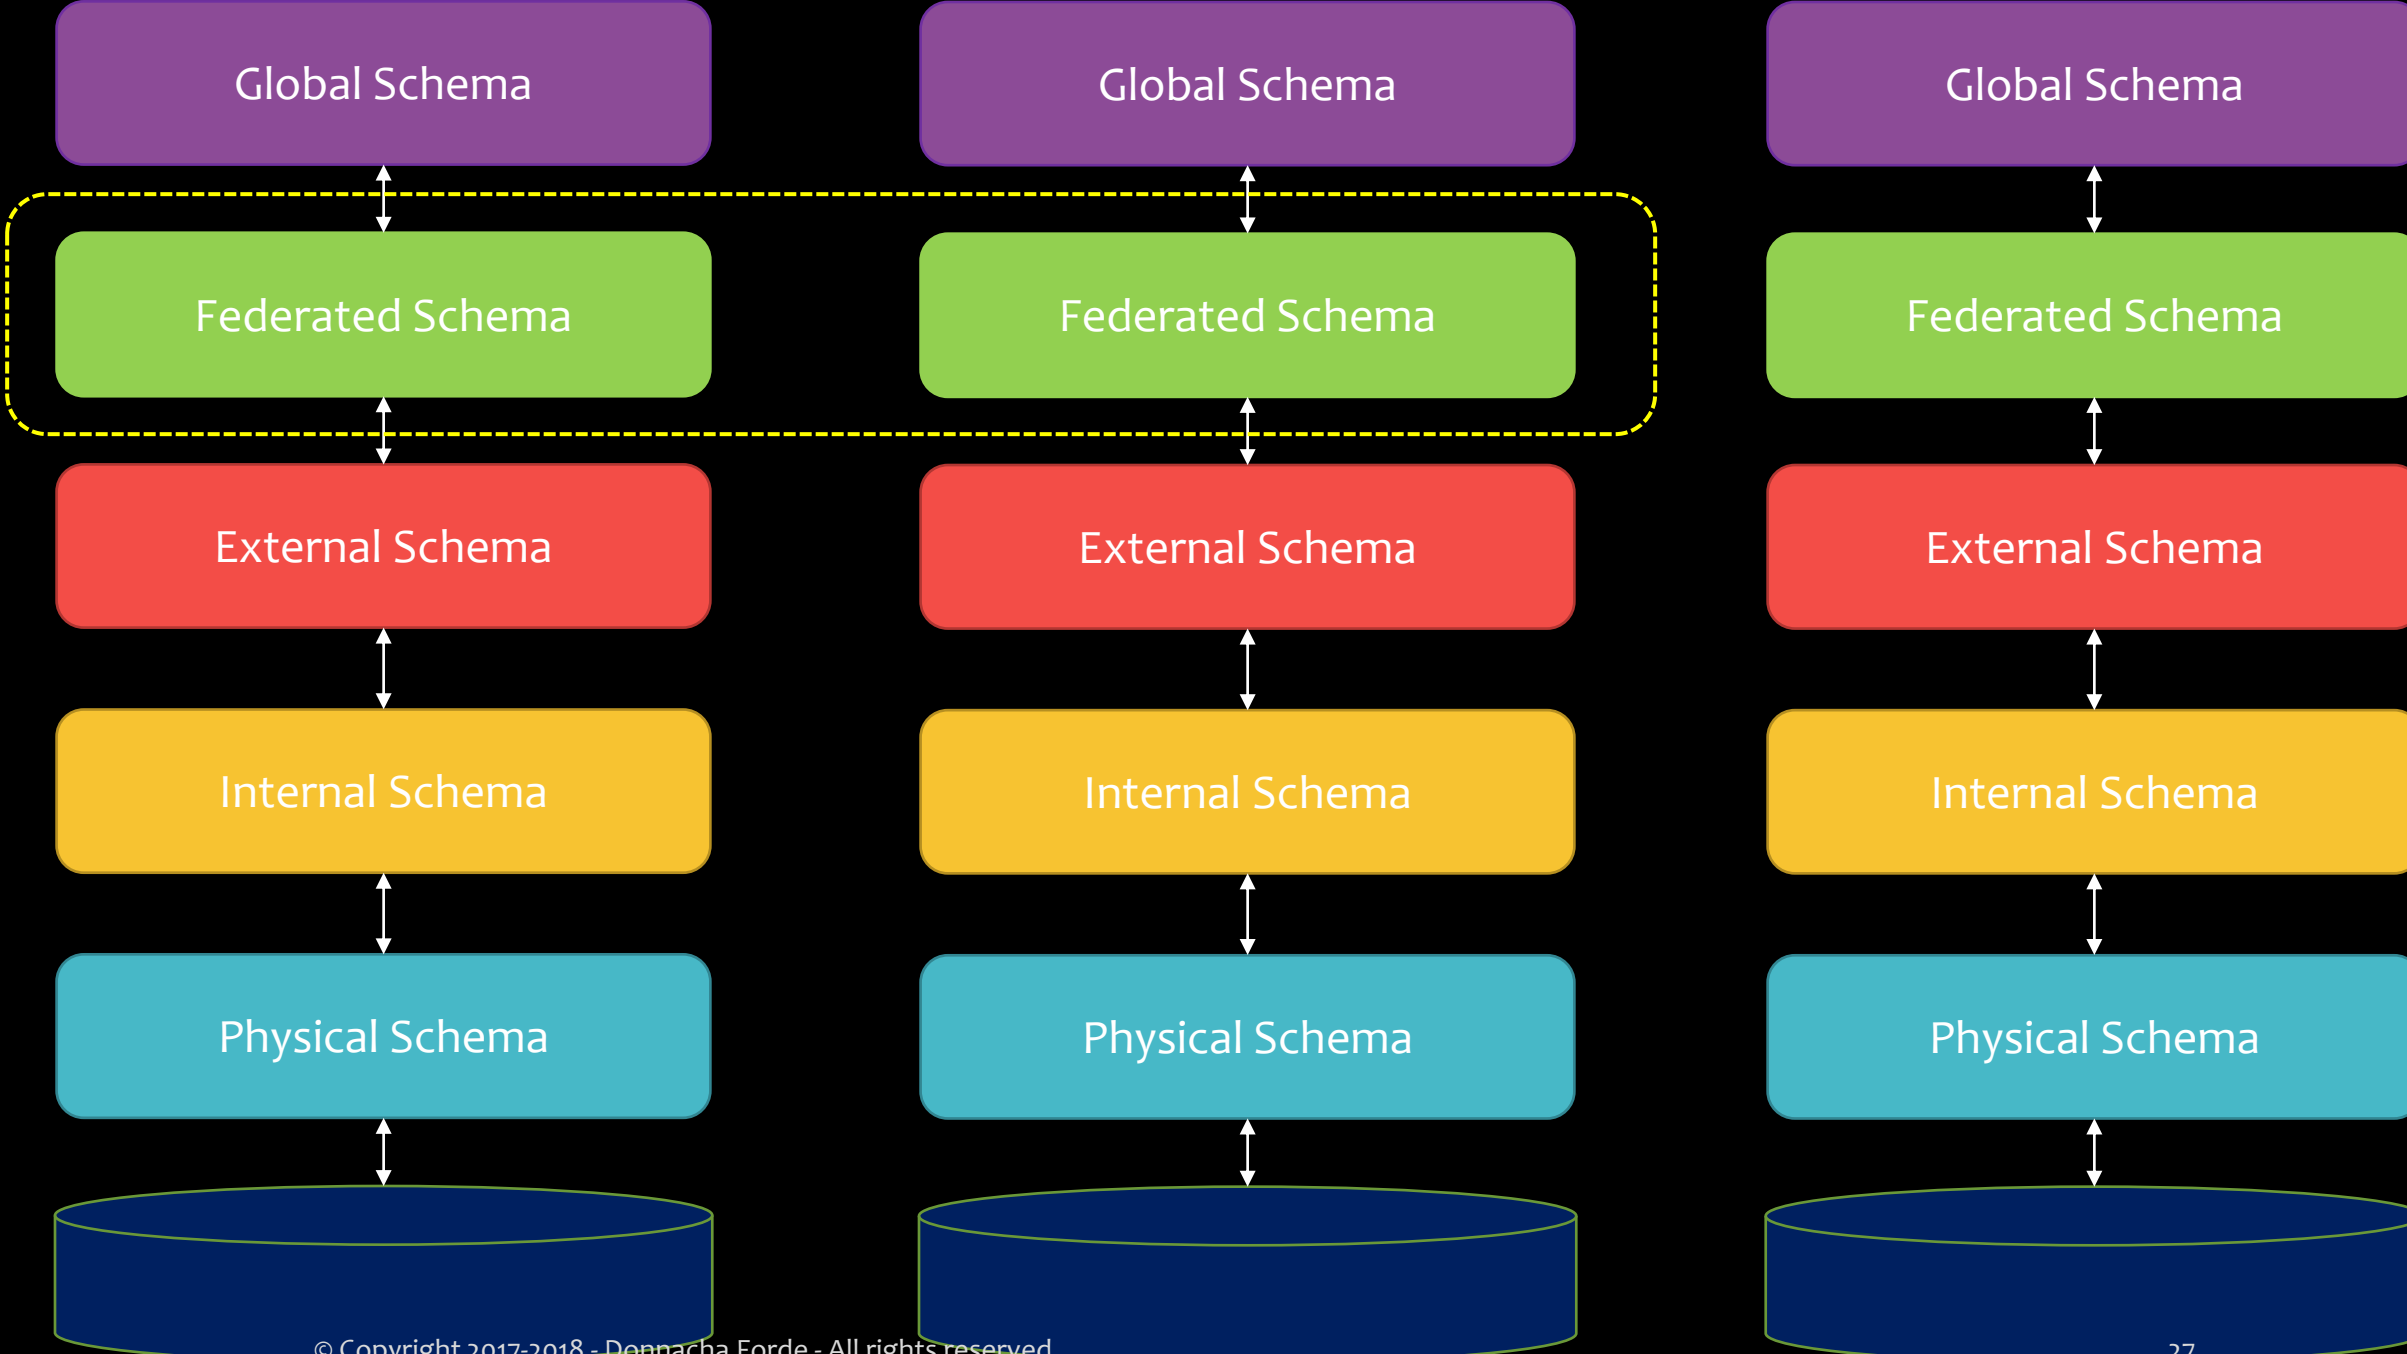 Global Schema
Global Schema
Global Schema
Federated Schema
Federated Schema
Federated Schema
External Schema
External Schema
External Schema
Internal Schema
Internal Schema
Internal Schema
Physical Schema
Physical Schema
Physical Schema
© Copyright 2017-2018 - Donnacha Forde - All rights reserved
27